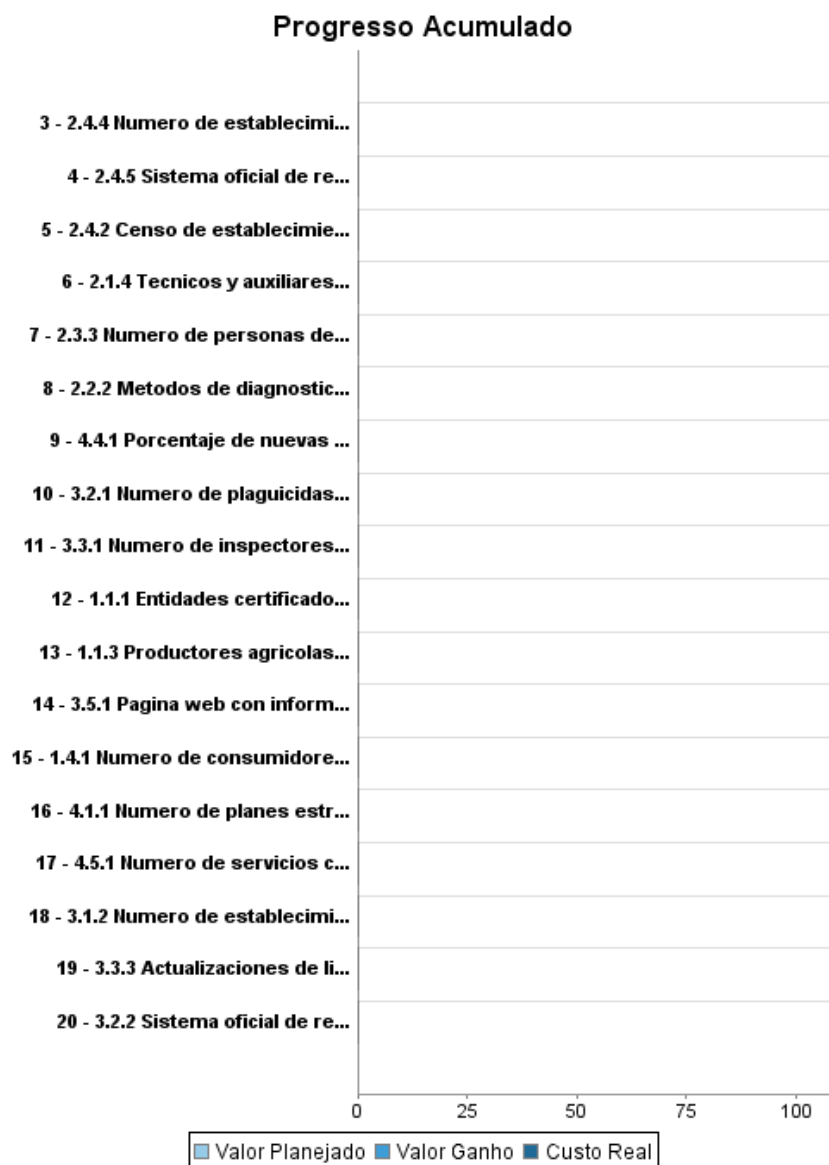 Progresso Acumulado
3 - 2.4.4 Numero de establecimi...
4 - 2.4.5 Sistema oficial de re...
5 - 2.4.2 Censo de establecimie...
6 - 2.1.4 Tecnicos y auxiliares...
7 - 2.3.3 Numero de personas de...
8 - 2.2.2 Metodos de diagnostic...
9 - 4.4.1 Porcentaje de nuevas ...
10 - 3.2.1 Numero de plaguicidas...
11 - 3.3.1 Numero de inspectores...
12 - 1.1.1 Entidades certificado...
13 - 1.1.3 Productores agricolas...
14 - 3.5.1 Pagina web con inform...
15 - 1.4.1 Numero de consumidore...
16 - 4.1.1 Numero de planes estr...
17 - 4.5.1 Numero de servicios c...
18 - 3.1.2 Numero de establecimi...
19 - 3.3.3 Actualizaciones de li...
20 - 3.2.2 Sistema oficial de re...
0 25 50 75 100
Valor Planejado Valor Ganho Custo Real